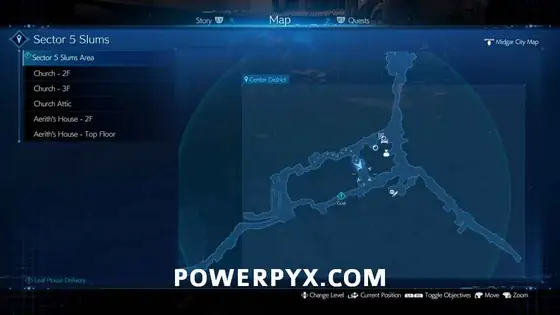 Story
Map
Quests
Sector 5 Slums
Midgar City Map
Sector 5 Slums Area
Church - 2F
Church - 3F
Church Attic
Aerith's House - 2F
Aerith's House - Top Floor
Center District
Goal
Leaf House Delivery
POWERPYX.COM
Change Level Current Position Toggle Objectives Move Zoom